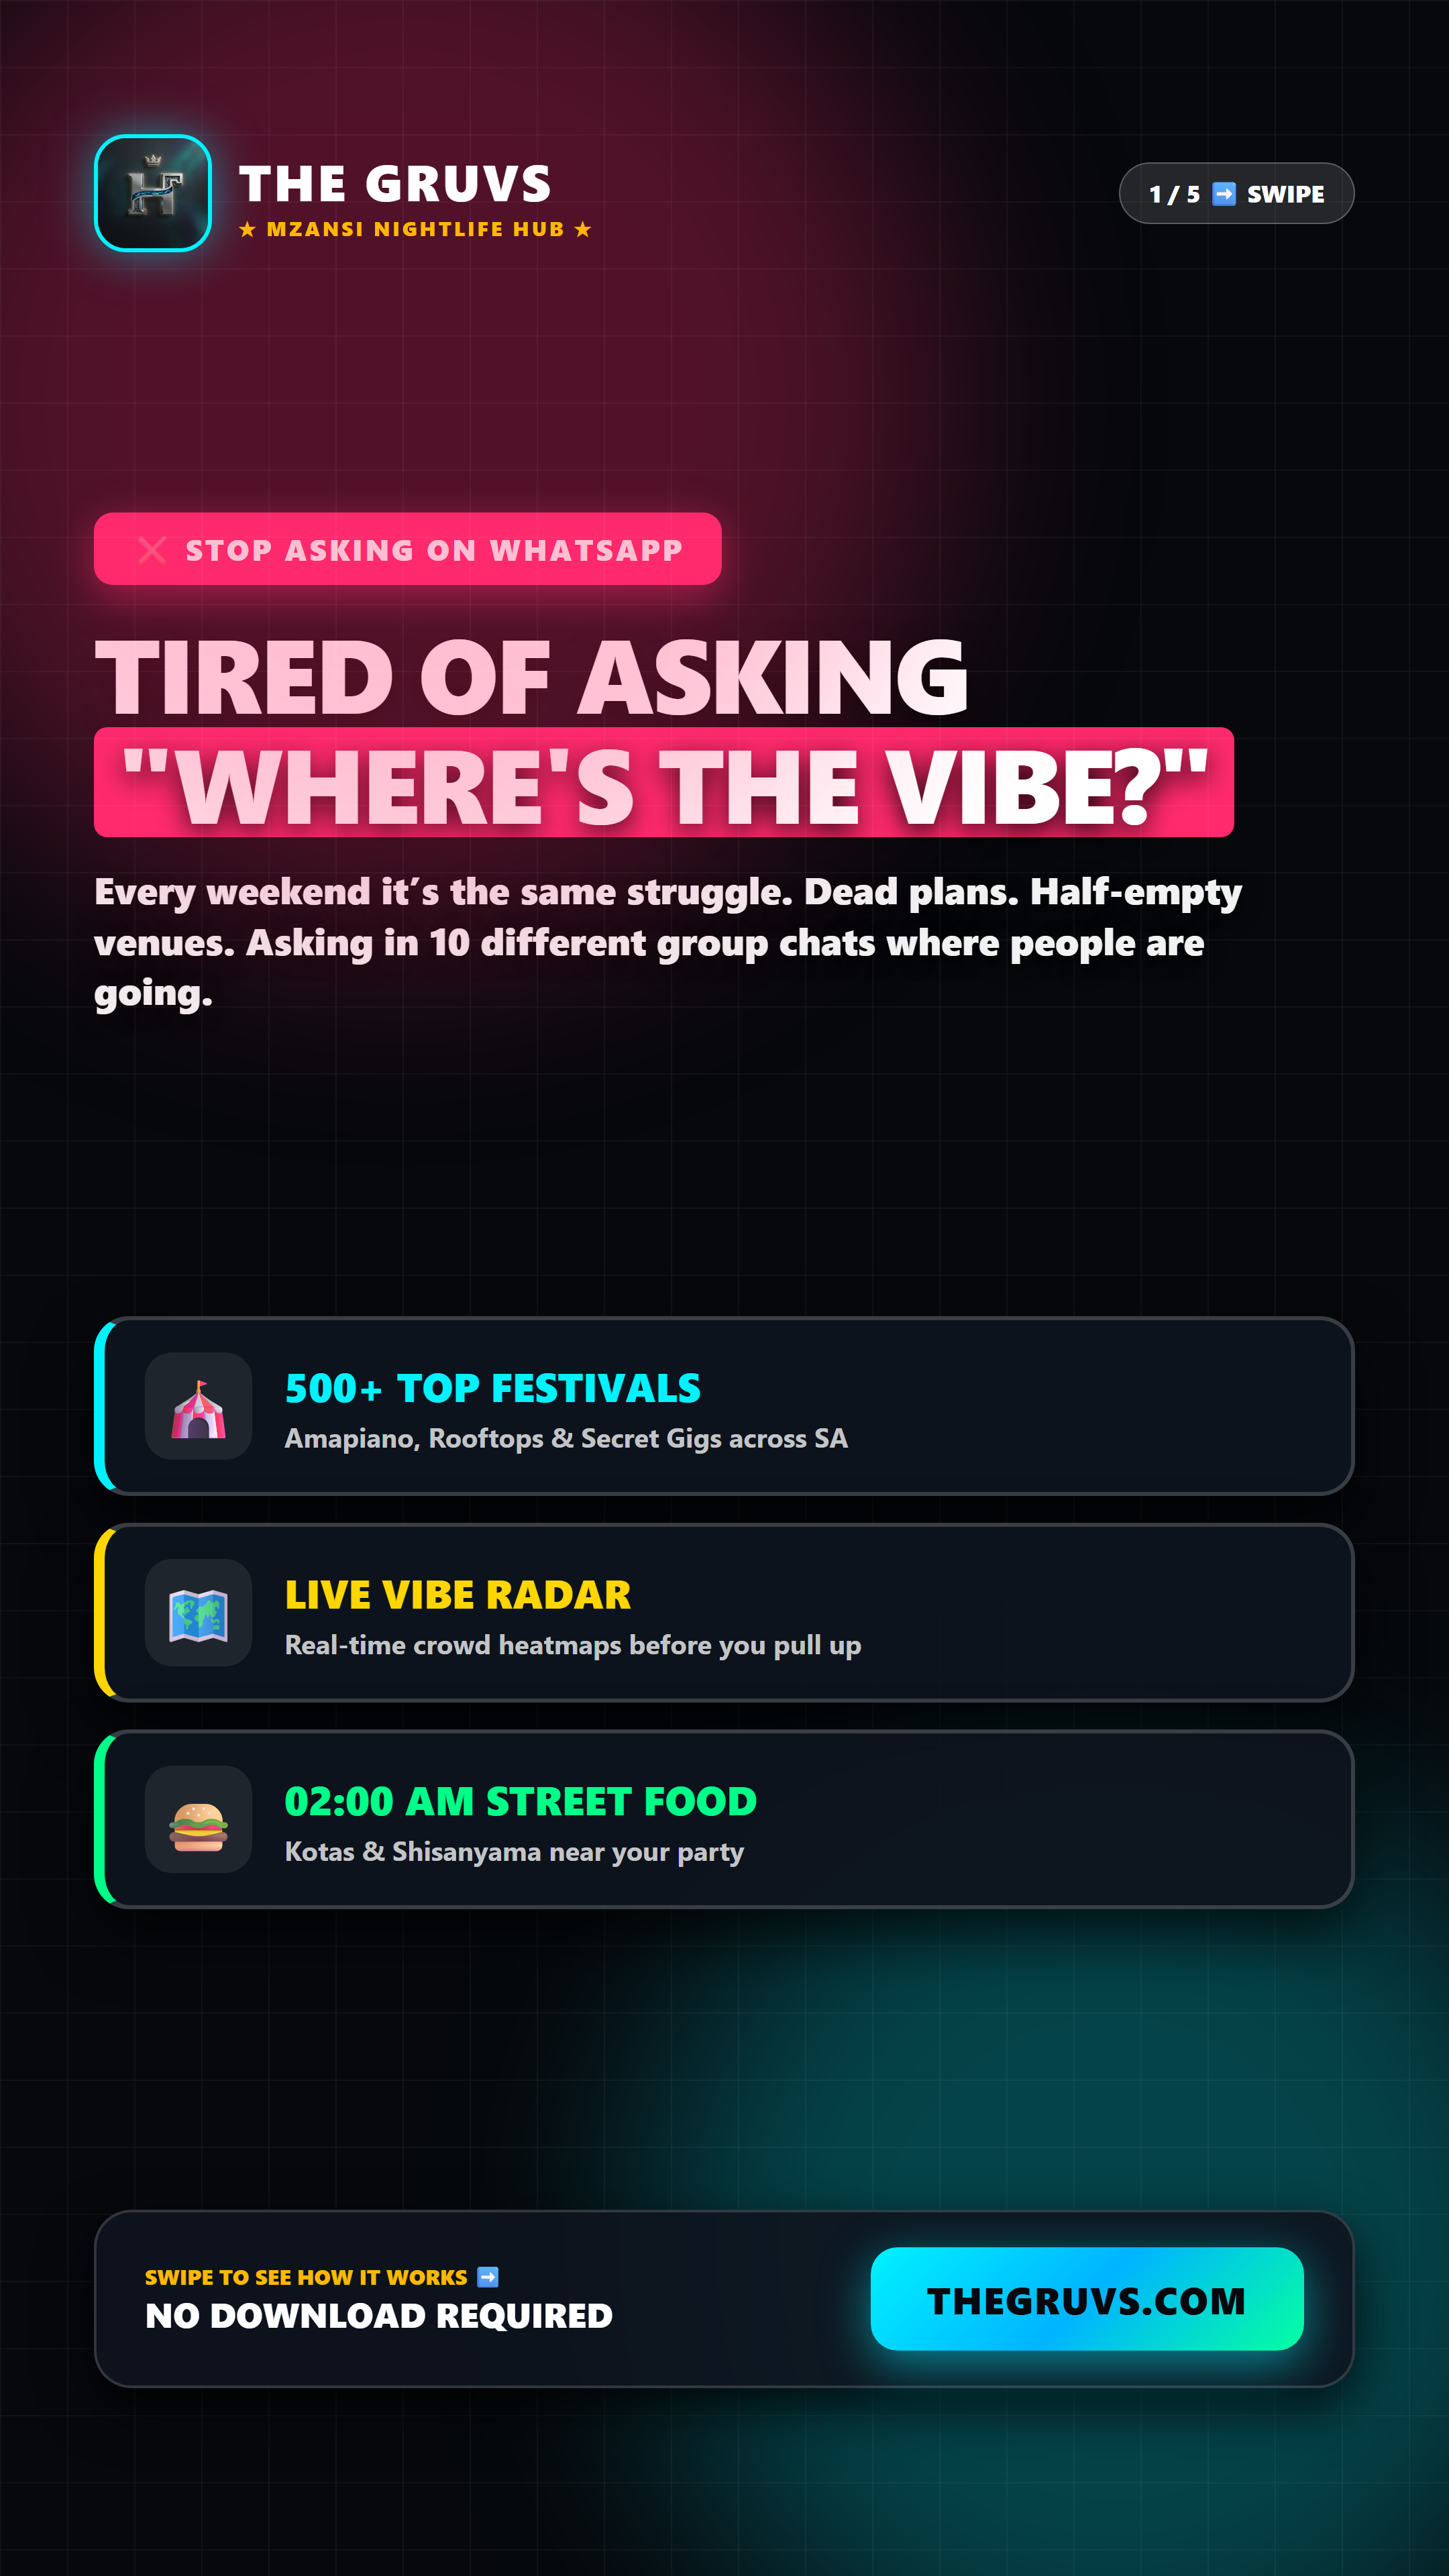 THE GRUVS
★ MZANSI NIGHTLIFE HUB ★
1 / 5 ➡️ SWIPE
❌ STOP ASKING ON WHATSAPP
TIRED OF ASKING
"WHERE'S THE VIBE?"
Every weekend it's the same struggle. Dead plans. Half-empty
venues. Asking in 10 different group chats where people are
going.
500+ TOP FESTIVALS
Amapiano, Rooftops & Secret Gigs across SA
LIVE VIBE RADAR
Real-time crowd heatmaps before you pull up
02:00 AM STREET FOOD
Kotas & Shisanyama near your party
SWIPE TO SEE HOW IT WORKS ➡️
NO DOWNLOAD REQUIRED
THEGRUVS.COM